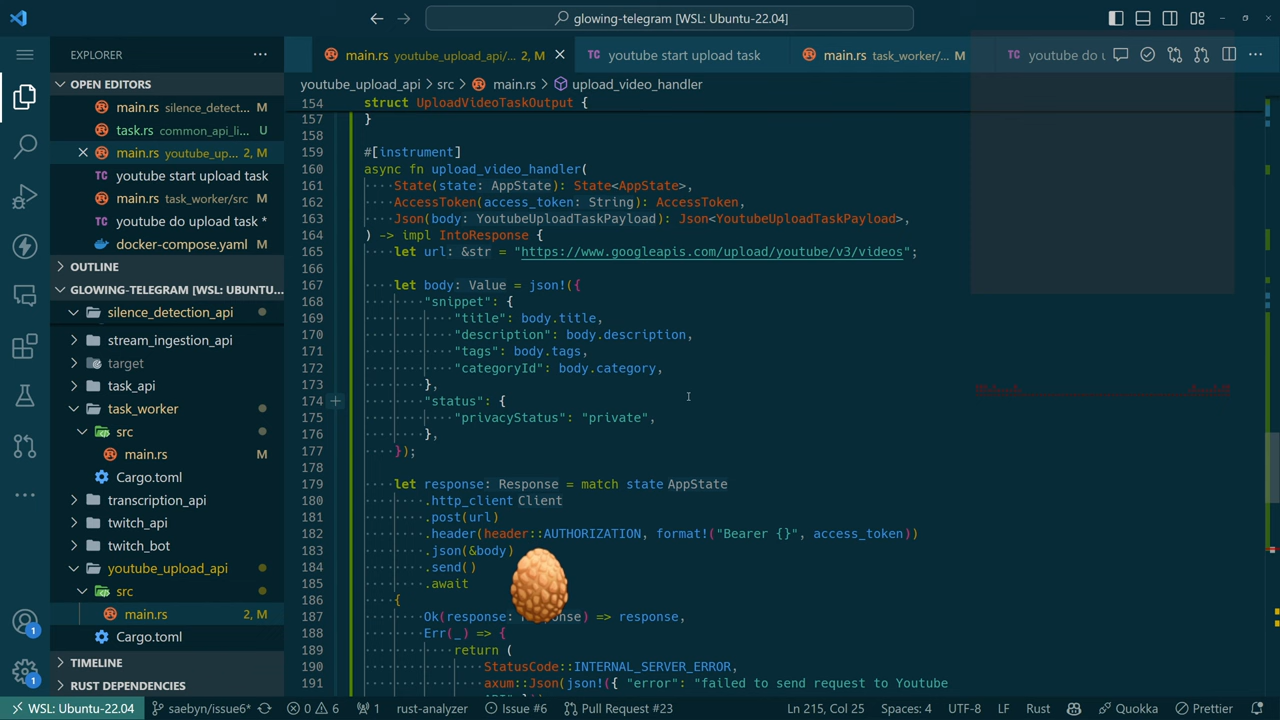 glowing-telegram [WSL: Ubuntu-22.04]
EXPLORER
OPEN EDITORS
main.rs silence_detect... M
task.rs common_api_li... U
main.rs youtube_up... 2, M
youtube start upload task
main.rs task_worker/src M
youtube do upload task *
docker-compose.yaml M
OUTLINE
GLOWING-TELEGRAM [WSL: UBUNTU-...
silence_detection_api
stream_ingestion_api
target
task_api
task_worker
src
main.rs M
Cargo.toml
transcription_api
twitch_api
twitch_bot
youtube_upload_api
src
main.rs 2, M
Cargo.toml
TIMELINE
RUST DEPENDENCIES
main.rs youtube_upload_api/... 2, M
youtube start upload task
main.rs task_worker/... M
youtube do u
youtube_upload_api > src > main.rs > upload_video_handler
154 struct UploadVideoTaskOutput {
157 }
158
159 #[instrument]
160 async fn upload_video_handler(
161 State(state: AppState): State<AppState>,
162 AccessToken(access_token: String): AccessToken,
163 Json(body: YoutubeUploadTaskPayload): Json<YoutubeUploadTaskPayload>,
164 ) -> impl IntoResponse {
165 let url: &str = "https://www.googleapis.com/upload/youtube/v3/videos";
166
167 let body: Value = json!({
168 "snippet": {
169 "title": body.title,
170 "description": body.description,
171 "tags": body.tags,
172 "categoryId": body.category,
173 },
174 "status": {
175 "privacyStatus": "private",
176 },
177 });
178
179 let response: Response = match state AppState
180 .http_client Client
181 .post(url)
182 .header(header::AUTHORIZATION, format!("Bearer {}", access_token))
183 .json(&body)
184 .send()
185 .await
186 {
187 Ok(response: Response) => response,
188 Err(_) => {
189 return (
190 StatusCode::INTERNAL_SERVER_ERROR,
191 axum::Json(json!({ "error": "failed to send request to Youtube
WSL: Ubuntu-22.04 saebyn/issue6* 0 6 1 rust-analyzer Issue #6 Pull Request #23 Ln 215, Col 25 Spaces: 4 UTF-8 LF Rust Quokka Prettier